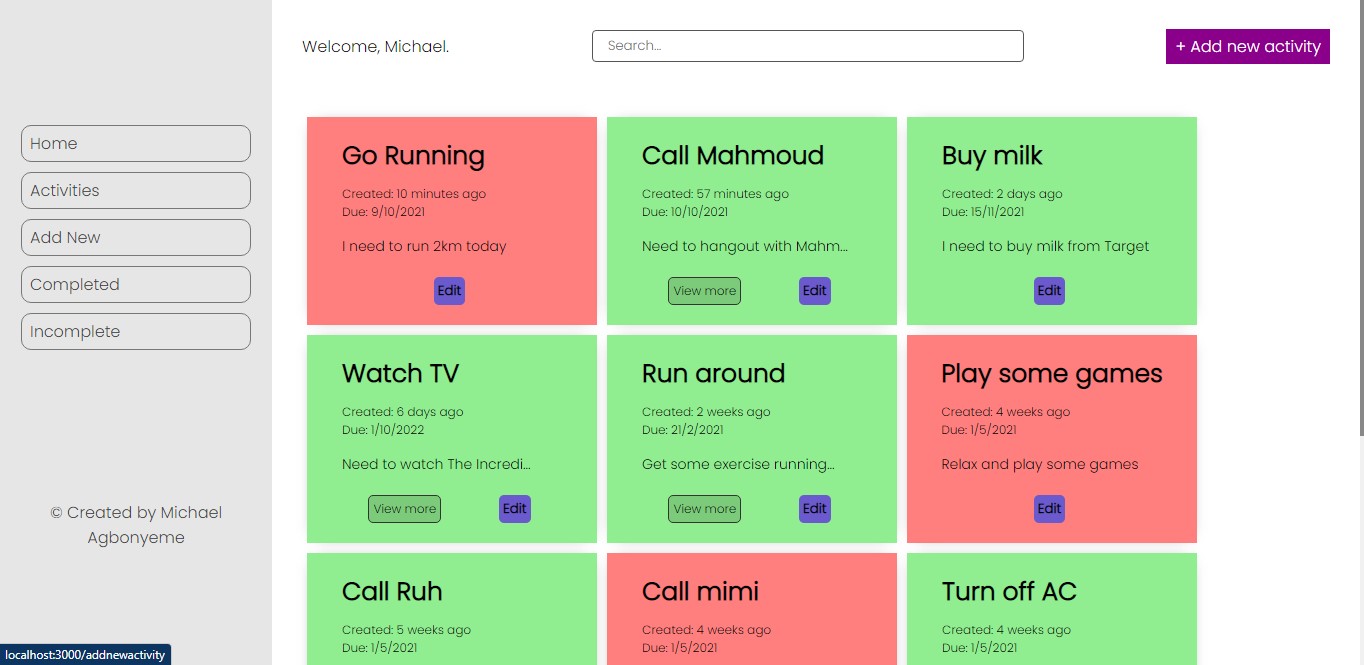 Welcome, Michael.
Search...
+ Add new activity
Home
Activities
Add New
Completed
Incomplete
© Created by Michael
Agbonyeme
Go Running
Created: 10 minutes ago
Due: 9/10/2021
I need to run 2km today
Edit
Call Mahmoud
Created: 57 minutes ago
Due: 10/10/2021
Need to hangout with Mahm...
View more
Edit
Buy milk
Created: 2 days ago
Due: 15/11/2021
I need to buy milk from Target
Edit
Watch TV
Created: 6 days ago
Due: 1/10/2022
Need to watch The Incredi...
View more
Edit
Run around
Created: 2 weeks ago
Due: 21/2/2021
Get some exercise running...
View more
Edit
Play some games
Created: 4 weeks ago
Due: 1/5/2021
Relax and play some games
Edit
Call Ruh
Created: 5 weeks ago
Due: 1/5/2021
Call mimi
Created: 4 weeks ago
Due: 1/5/2021
Turn off AC
Created: 4 weeks ago
Due: 1/5/2021
localhost:3000/addnewactivity